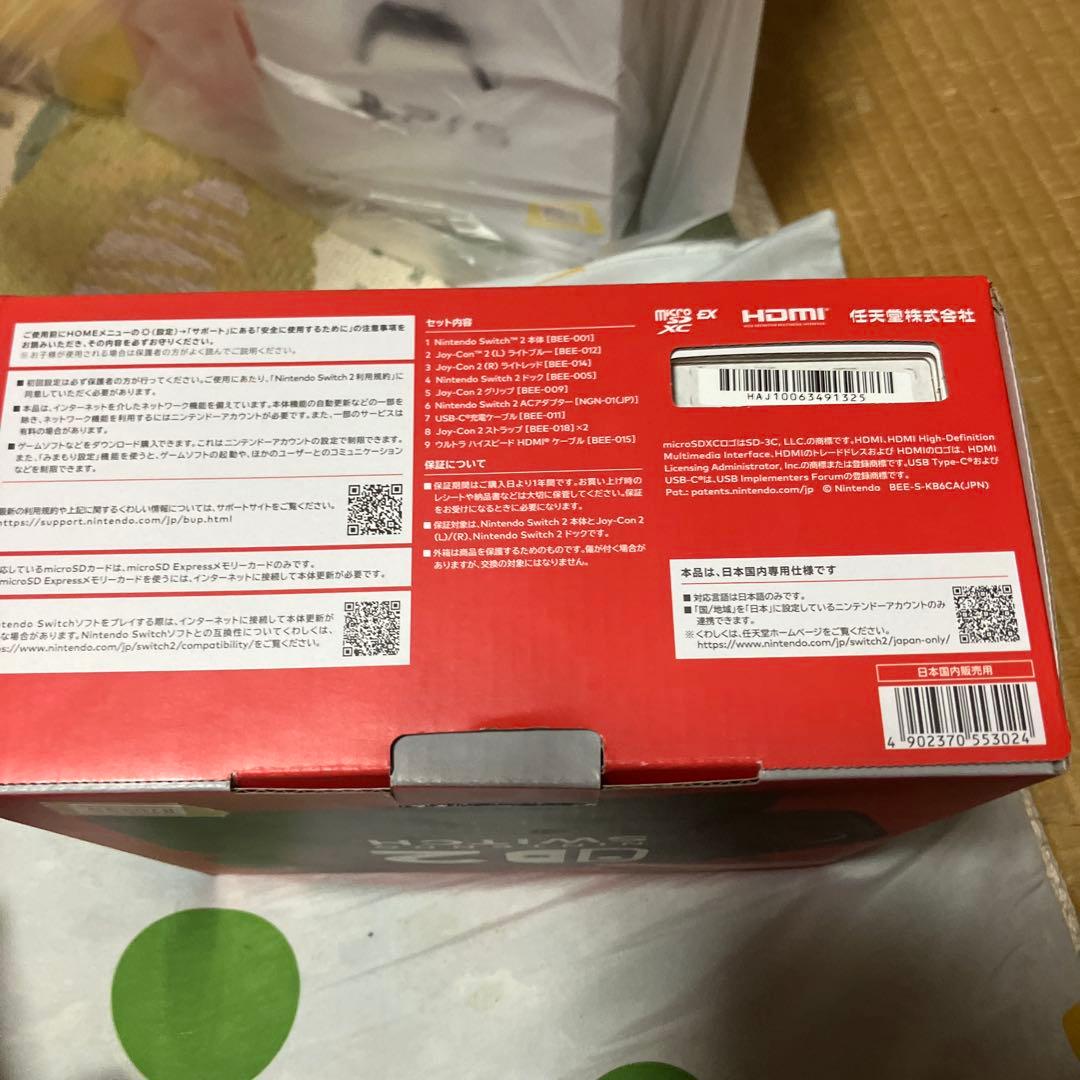 PS5
ご使用前にHOMEメニューの(設定)→「サポート」にある「安全に使用するために」の注意事項を
お読みいただき、その内容を必ずお守りください。
※お子様が使用される場合は保護者の方がよく読んでご説明ください。
■初回設定は必ず保護者の方が行ってください。ご使用にあたり、「Nintendo Switch 2利用規約」に
同意していただく必要があります。
■本品は、インターネットを介したネットワーク機能を備えています。本体機能の自動更新などの一部を
除き、ネットワーク機能を利用するにはニンテンドーアカウントが必要です。また、一部のサービスは
有料の場合があります。
■ゲームソフトなどをダウンロード購入できます。これはニンテンドーアカウントの設定で制限できます。
また、「みまもり設定」機能を使うと、ゲームソフトの起動や、ほかのユーザーとのコミュニケーション
などを制限できます。
最新の利用規約や上記に関するくわしい情報については、サポートサイトをご覧ください。
https://support.nintendo.com/jp/bup.html
応しているmicroSDカードは、microSD Expressメモリーカードのみです。
microSD Expressメモリーカードを使うには、インターネットに接続して本体更新が必要です。
ntendo Switchソフトをプレイする際は、インターネットに接続して本体更新が
な場合があります。Nintendo Switchソフトとの互換性についてくわしくは、
s://www.nintendo.com/jp/switch2/compatibility/をご覧ください。
セット内容
1 Nintendo Switch™ 2 本体 [BEE-001]
2 Joy-Con™ 2 (L) ライトブルー [BEE-012]
3 Joy-Con 2 (R) ライトレッド [BEE-014]
4 Nintendo Switch 2 ドック [BEE-005]
5 Joy-Con 2 グリップ [BEE-009]
6 Nintendo Switch 2 ACアダプター [NGN-01(JP)]
7 USB-C®充電ケーブル [BEE-011]
8 Joy-Con 2 ストラップ [BEE-018]×2
9 ウルトラ ハイスピード HDMI® ケーブル [BEE-015]
保証について
■保証期間はご購入日より1年間です。お買い上げ時の
レシートや納品書などは大切に保管してください。保証
をお受けになるときに必要になります。
■保証対象は、Nintendo Switch 2 本体とJoy-Con 2
(L)/(R)、Nintendo Switch 2 ドックです。
■外箱は商品を保護するためのものです。傷が付く場合が
ありますが、交換の対象にはなりません。
microSDXC EX HDMI 任天堂株式会社
HIGH-DEFINITION MULTIMEDIA INTERFACE
HAJ10063491325
microSDXCロゴはSD-3C, LLC.の商標です。HDMI、HDMI High-Definition
Multimedia Interface、HDMIのトレードドレスおよび HDMIのロゴは、HDMI
Licensing Administrator, Inc.の商標または登録商標です。USB Type-C®および
USB-C®は、USB Implementers Forumの登録商標です。
Pat.: patents.nintendo.com/jp © Nintendo BEE-S-KB6CA(JPN)
本品は、日本国内専用仕様です
■対応言語は日本語のみです。
■「国/地域」を「日本」に設定しているニンテンドーアカウントのみ
連携できます。
※くわしくは、任天堂ホームページをご覧ください。
https://www.nintendo.com/jp/switch2/japan-only/
日本国内販売用
4 902370 553024
2
SWITCH